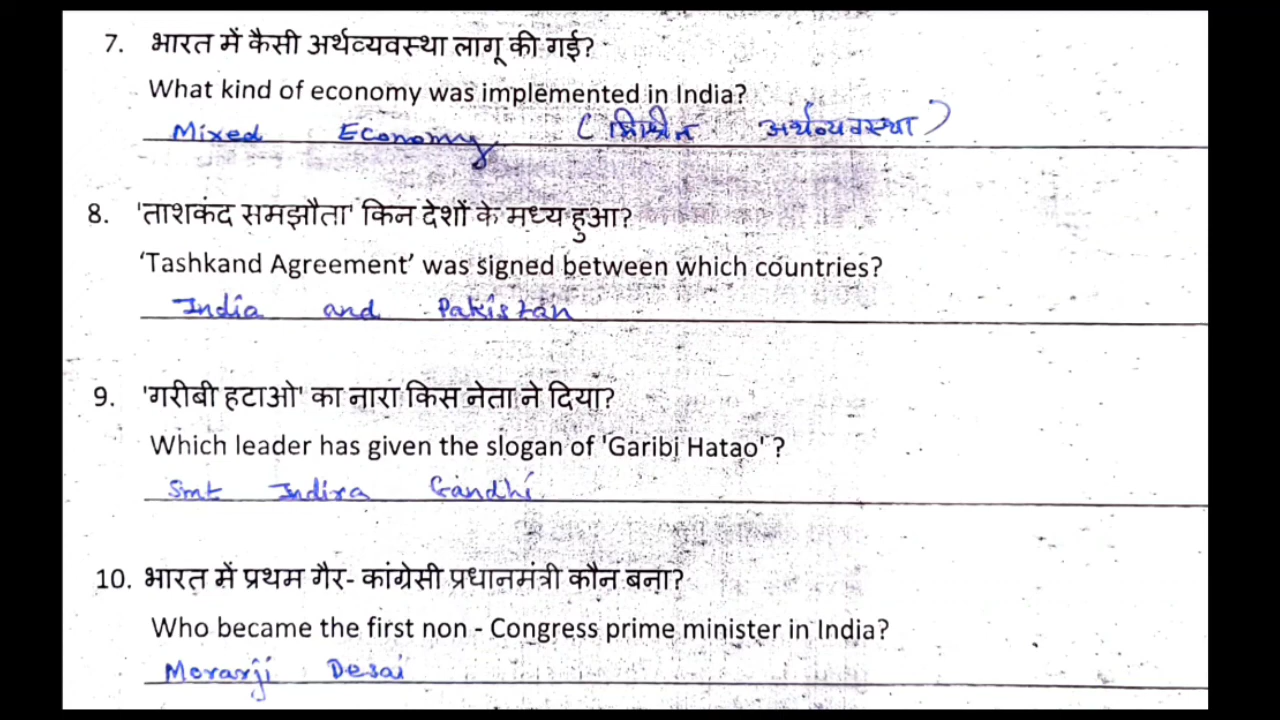 7. भारत में कैसी अर्थव्यवस्था लागू की गई?
What kind of economy was implemented in India?
Mixed Economy (मिश्रित अर्थव्यवस्था)
8. 'ताशकंद समझौता' किन देशों के मध्य हुआ?
‘Tashkand Agreement’ was signed between which countries?
India and Pakistan
9. 'गरीबी हटाओ' का नारा किस नेता ने दिया?
Which leader has given the slogan of 'Garibi Hatao' ?
Smt Indira Gandhi
10. भारत में प्रथम गैर- कांग्रेसी प्रधानमंत्री कौन बना?
Who became the first non - Congress prime minister in India?
Morarji Desai